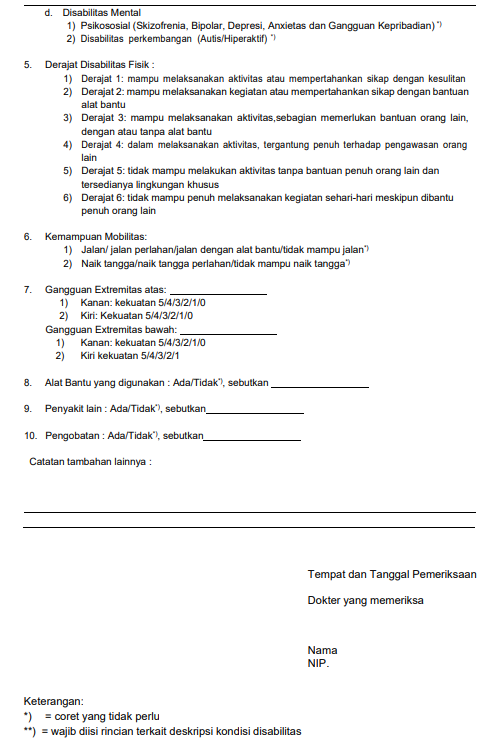 d. Disabilitas Mental
1) Psikososial (Skizofrenia, Bipolar, Depresi, Anxietas dan Gangguan Kepribadian) *)
2) Disabilitas perkembangan (Autis/Hiperaktif) *)
5. Derajat Disabilitas Fisik :
1) Derajat 1: mampu melaksanakan aktivitas atau mempertahankan sikap dengan kesulitan
2) Derajat 2: mampu melaksanakan kegiatan atau mempertahankan sikap dengan bantuan
alat bantu
3) Derajat 3: mampu melaksanakan aktivitas,sebagian memerlukan bantuan orang lain,
dengan atau tanpa alat bantu
4) Derajat 4: dalam melaksanakan aktivitas, tergantung penuh terhadap pengawasan orang
lain
5) Derajat 5: tidak mampu melakukan aktivitas tanpa bantuan penuh orang lain dan
tersedianya lingkungan khusus
6) Derajat 6: tidak mampu penuh melaksanakan kegiatan sehari-hari meskipun dibantu
penuh orang lain
6. Kemampuan Mobilitas:
1) Jalan/ jalan perlahan/jalan dengan alat bantu/tidak mampu jalan*)
2) Naik tangga/naik tangga perlahan/tidak mampu naik tangga*)
7. Gangguan Extremitas atas:
1) Kanan: kekuatan 5/4/3/2/1/0
2) Kiri: Kekuatan 5/4/3/2/1/0
Gangguan Extremitas bawah:
1) Kanan: kekuatan 5/4/3/2/1/0
2) Kiri kekuatan 5/4/3/2/1
8. Alat Bantu yang digunakan : Ada/Tidak*), sebutkan
9. Penyakit lain : Ada/Tidak*), sebutkan
10. Pengobatan : Ada/Tidak*), sebutkan
Catatan tambahan lainnya :
Tempat dan Tanggal Pemeriksaan
Dokter yang memeriksa
Nama
NIP.
Keterangan:
*) = coret yang tidak perlu
**) = wajib diisi rincian terkait deskripsi kondisi disabilitas